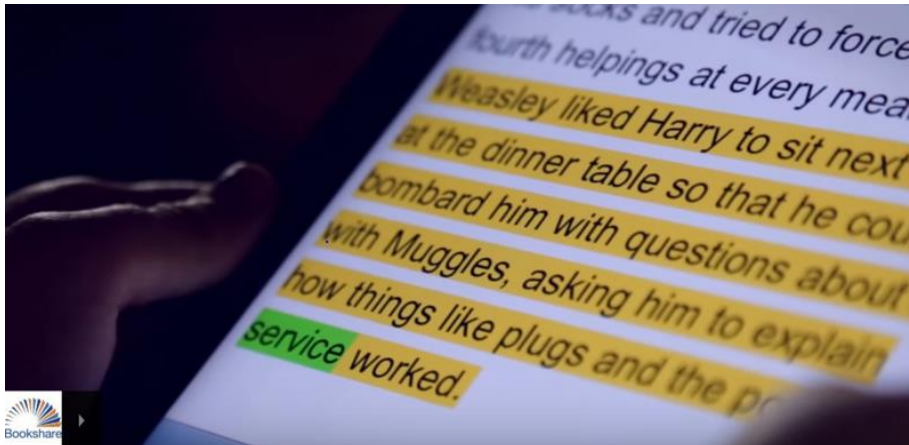 socks and tried to force
fourth helpings at every
Weasley liked Harry to sit next
at the dinner table so that he
bombard him with questions about
with Muggles, asking him to explain
how things like plugs and the
service worked.
Bookshare